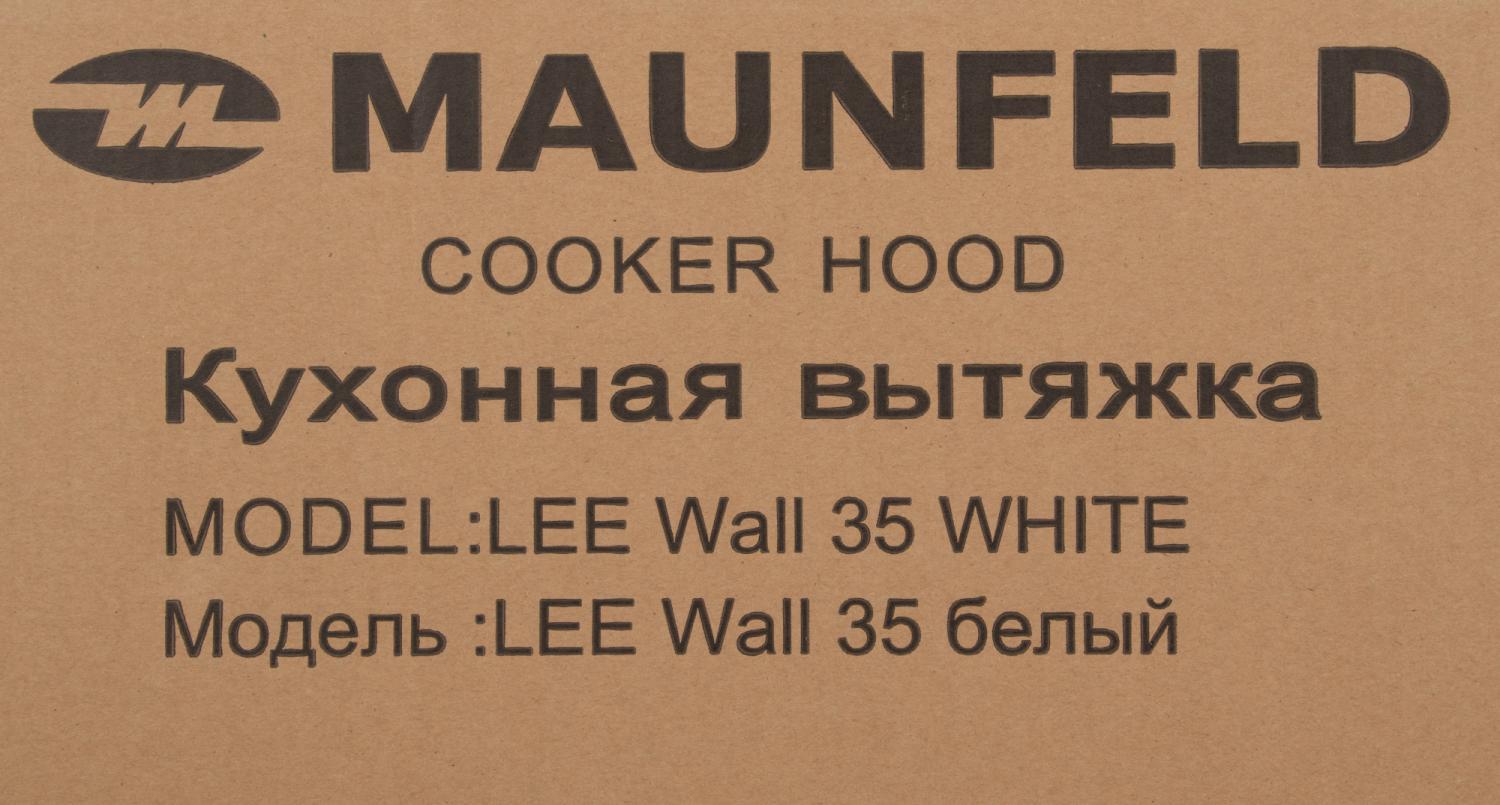 MAUNFELD
COOKER HOOD
Кухонная вытяжка
MODEL:LEE Wall 35 WHITE
Модель :LEE Wall 35 белый